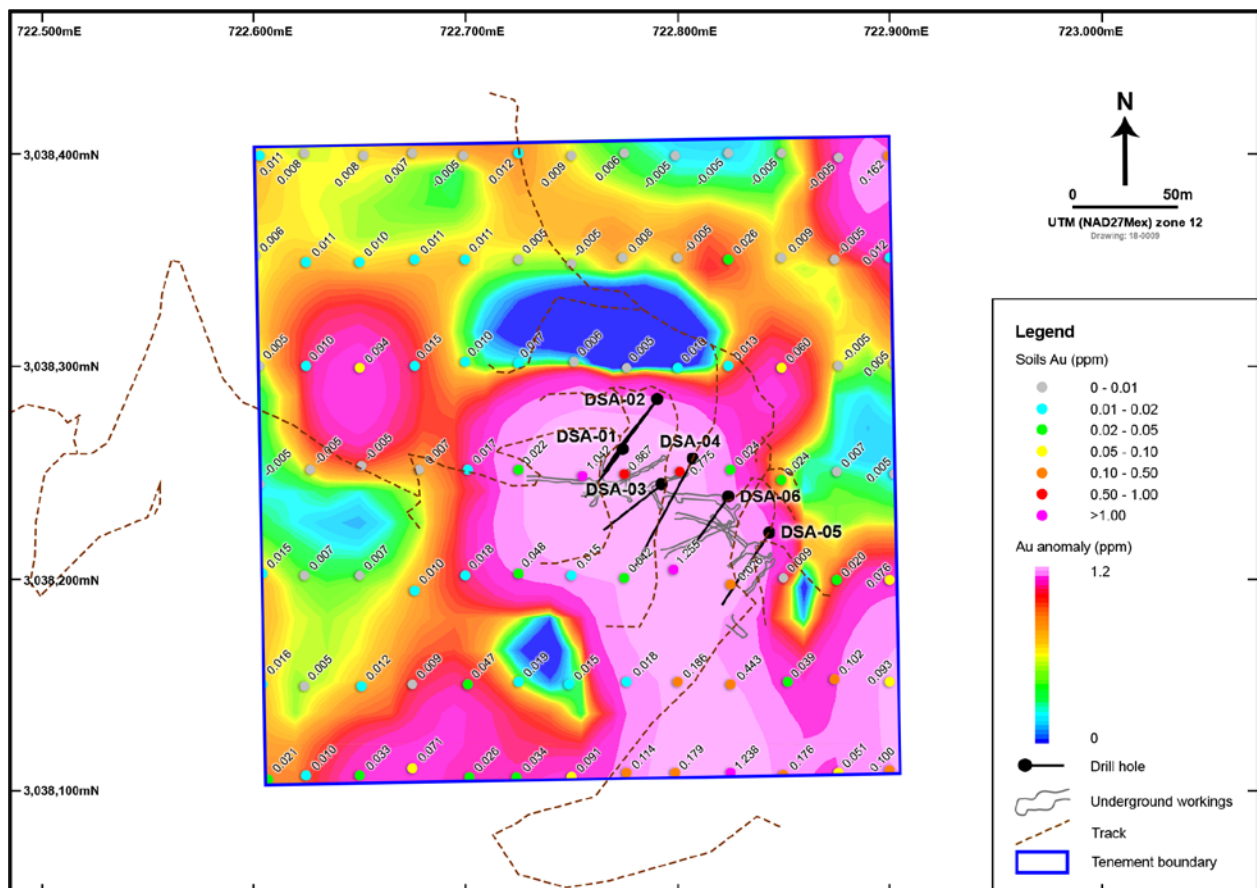 722.500mE 722.600mE 722.700mE 722.800mE 722.900mE 723.000mE
N
3,038,400mN
0.011 0.008 0.008 0.007 -0.005 0.012 0.009 0.006 -0.005 -0.005 -0.005 0.162
0 50m
UTM (NAD27Mex) zone 12
Drawing: 18-0009
0.006 0.011 0.010 0.011 0.011 0.005 -0.005 0.008 -0.005 0.026 0.009 -0.005 0.012
3,038,300mN
0.005 0.010 0.094 0.015 0.010 0.006 0.005 0.013 0.060 -0.005 0.005
DSA-02
DSA-01
DSA-04
-0.005 -0.005 -0.005 0.007 0.017 0.022 0.867 0.775 0.024 0.024 0.007 0.005
DSA-03
DSA-06
DSA-05
3,038,200mN
0.015 0.007 0.007 0.010 0.018 0.048 0.015 1.255 0.009 0.020 0.076
0.016 0.005 0.012 0.009 0.047 0.019 0.015 0.018 0.186 0.443 0.039 0.102 0.093
3,038,100mN
0.021 0.010 0.033 0.071 0.026 0.034 0.091 0.114 0.179 1.238 0.176 0.051 0.100
Legend
Soils Au (ppm)
0 - 0.01
0.01 - 0.02
0.02 - 0.05
0.05 - 0.10
0.10 - 0.50
0.50 - 1.00
>1.00
Au anomaly (ppm)
1.2
0
Drill hole
Underground workings
Track
Tenement boundary